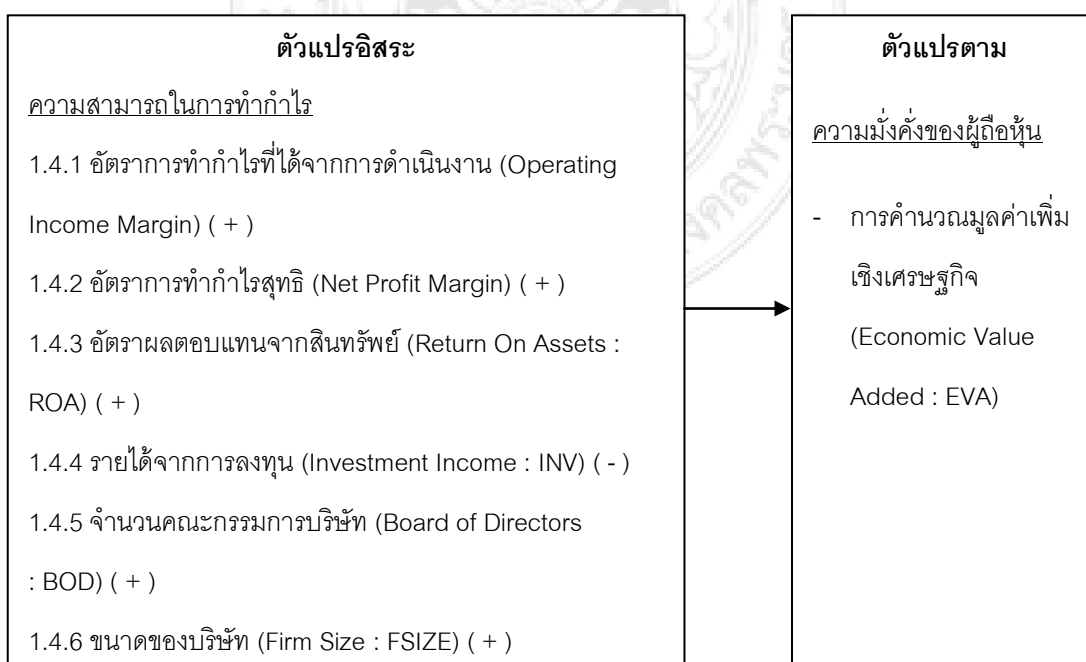 ตัวแปรอิสระ
ความสามารถในการทำกำไร
1.4.1 อัตราการทำกำไรที่ได้จากการดำเนินงาน (Operating
Income Margin) ( + )
1.4.2 อัตราการทำกำไรสุทธิ (Net Profit Margin) ( + )
1.4.3 อัตราผลตอบแทนจากสินทรัพย์ (Return On Assets :
ROA) ( + )
1.4.4 รายได้จากการลงทุน (Investment Income : INV) ( - )
1.4.5 จำนวนคณะกรรมการบริษัท (Board of Directors
: BOD) ( + )
1.4.6 ขนาดของบริษัท (Firm Size : FSIZE) ( + )
ตัวแปรตาม
ความมั่งคั่งของผู้ถือหุ้น
- การคำนวณมูลค่าเพิ่ม
เชิงเศรษฐกิจ
(Economic Value
Added : EVA)